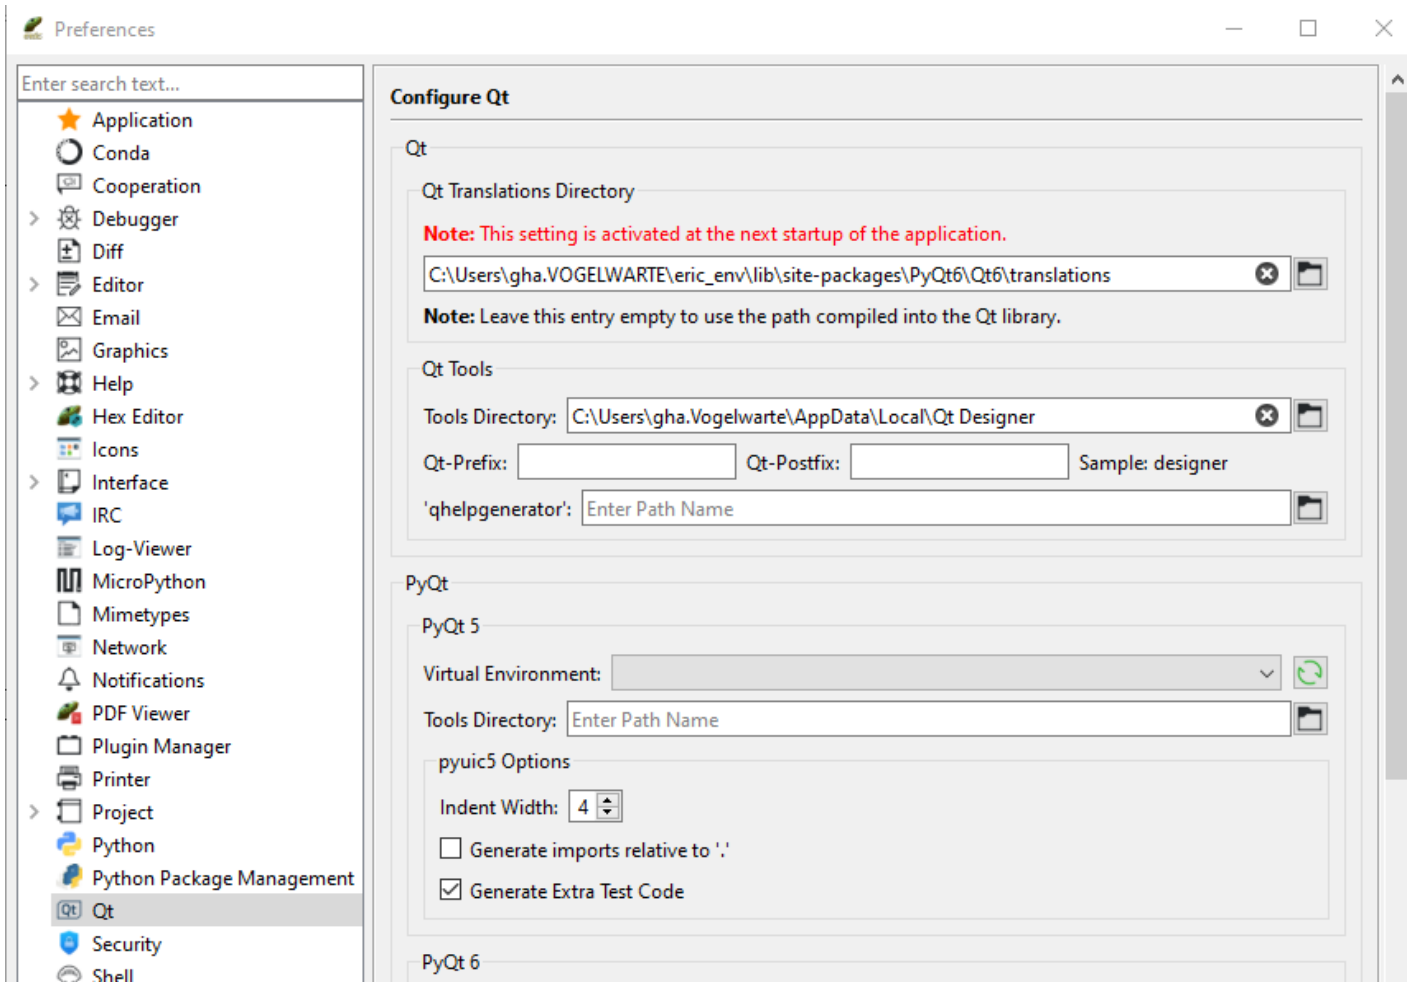 Preferences
Enter search text...
Application
Conda
Cooperation
Debugger
Diff
Editor
Email
Graphics
Help
Hex Editor
Icons
Interface
IRC
Log-Viewer
MicroPython
Mimetypes
Network
Notifications
PDF Viewer
Plugin Manager
Printer
Project
Python
Python Package Management
Qt
Security
Shell
Configure Qt
Qt
Qt Translations Directory
Note: This setting is activated at the next startup of the application.
C:\Users\gha.VOGELWARTE\eric_env\lib\site-packages\PyQt6\Qt6\translations
Note: Leave this entry empty to use the path compiled into the Qt library.
Qt Tools
Tools Directory: C:\Users\gha.Vogelwarte\AppData\Local\Qt Designer
Qt-Prefix: Qt-Postfix: Sample: designer
'qhelpgenerator': Enter Path Name
PyQt
PyQt 5
Virtual Environment:
Tools Directory: Enter Path Name
pyuic5 Options
Indent Width: 4
Generate imports relative to '.'
Generate Extra Test Code
PyQt 6